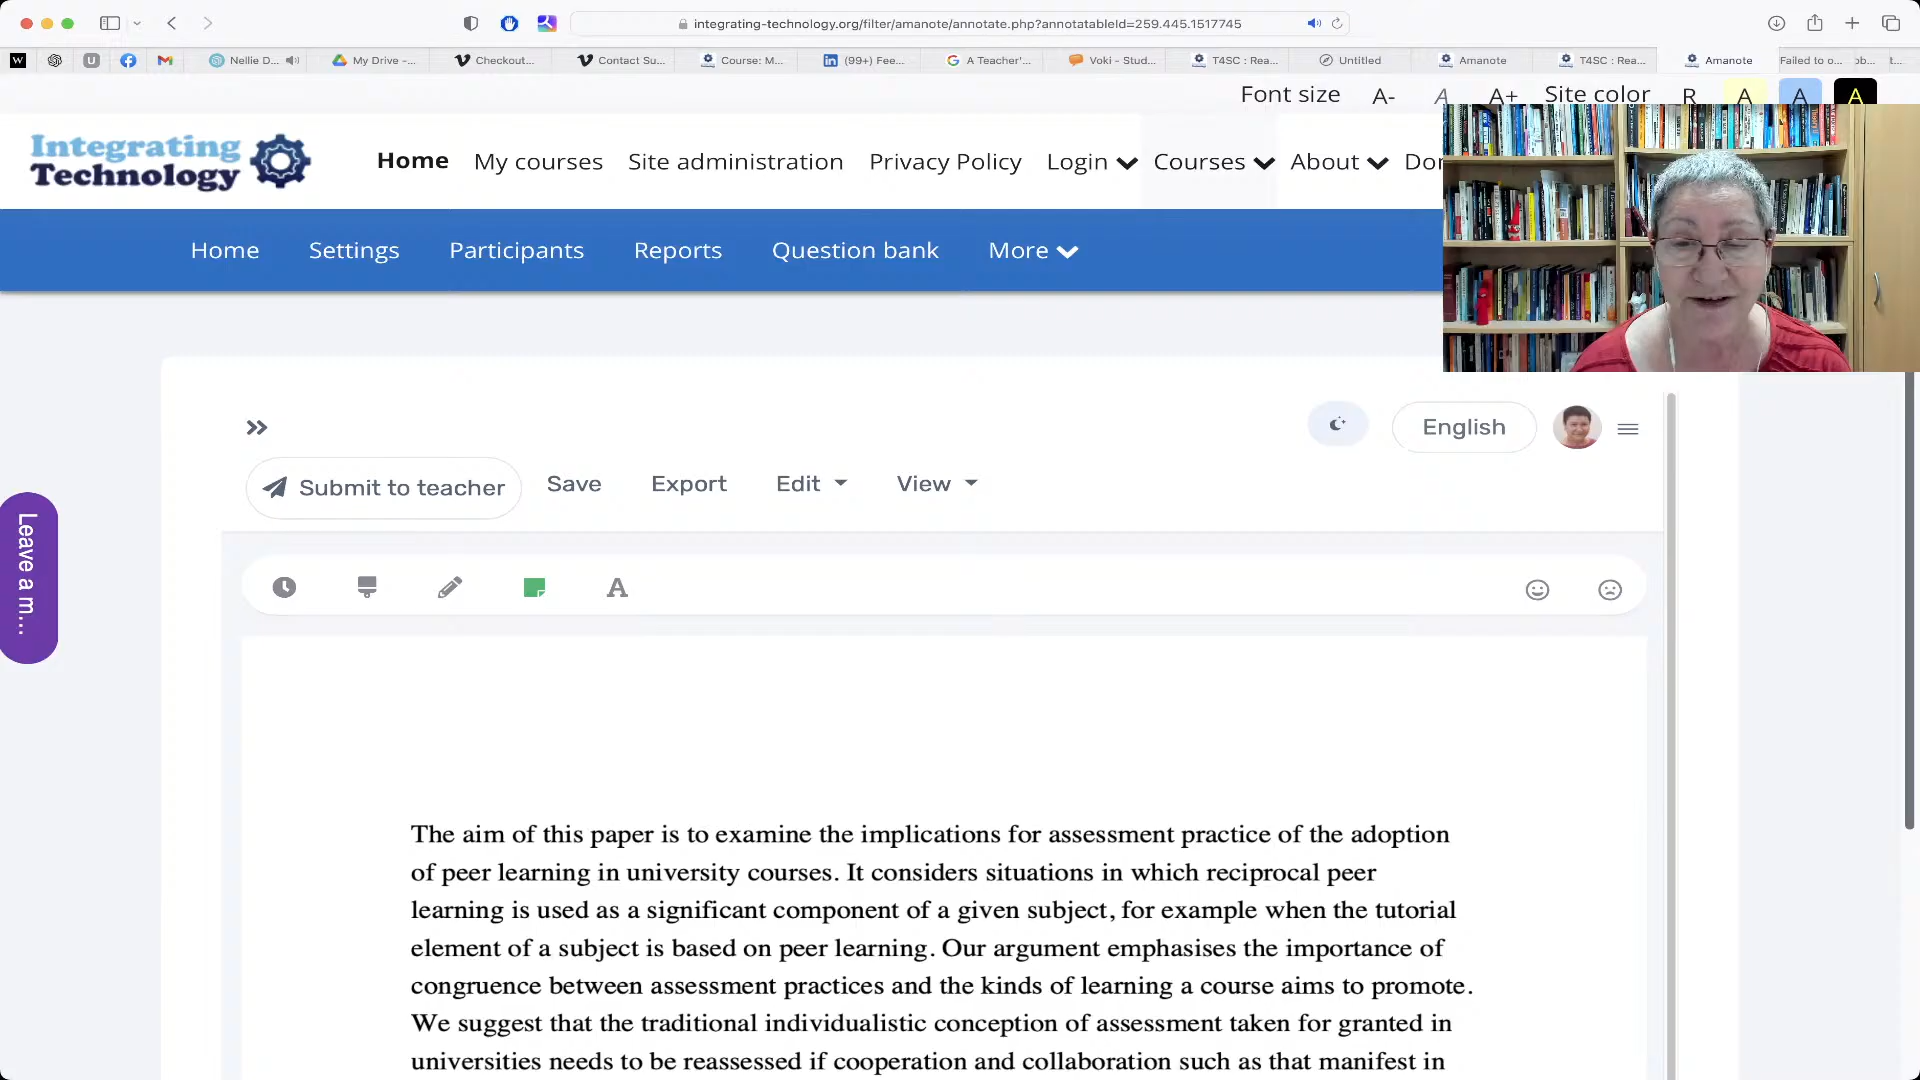 integrating-technology.org/filter/amanote/annotate.php?annotatableId=259.445.1517745
W
U
Nellie D...
My Drive –...
Checkout...
Contact Su...
Course: M...
in
(99+) Fee...
G
A Teacher'...
Voki - Stud...
T4SC : Rea...
Untitled
Amanote
T4SC : Rea...
Amanote
Failed to o...
Font size A- A A+ Site color R A A A
Integrating
Technology
Home My courses Site administration Privacy Policy Login Courses About Don
Home Settings Participants Reports Question bank More
English
Submit to teacher Save Export Edit View
Leave a m...
A
The aim of this paper is to examine the implications for assessment practice of the adoption
of peer learning in university courses. It considers situations in which reciprocal peer
learning is used as a significant component of a given subject, for example when the tutorial
element of a subject is based on peer learning. Our argument emphasises the importance of
congruence between assessment practices and the kinds of learning a course aims to promote.
We suggest that the traditional individualistic conception of assessment taken for granted in
universities needs to be reassessed if cooperation and collaboration such as that manifest in